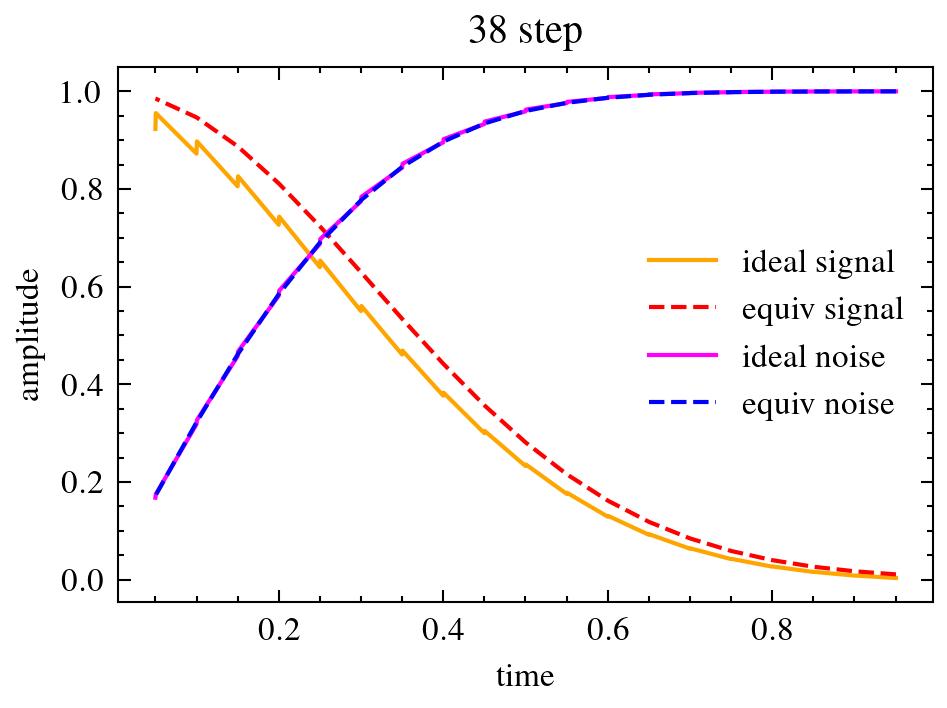 38 step
amplitude
1.0
0.8
0.6
0.4
0.2
0.0
ideal signal
equiv signal
ideal noise
equiv noise
0.2 0.4 0.6 0.8
time